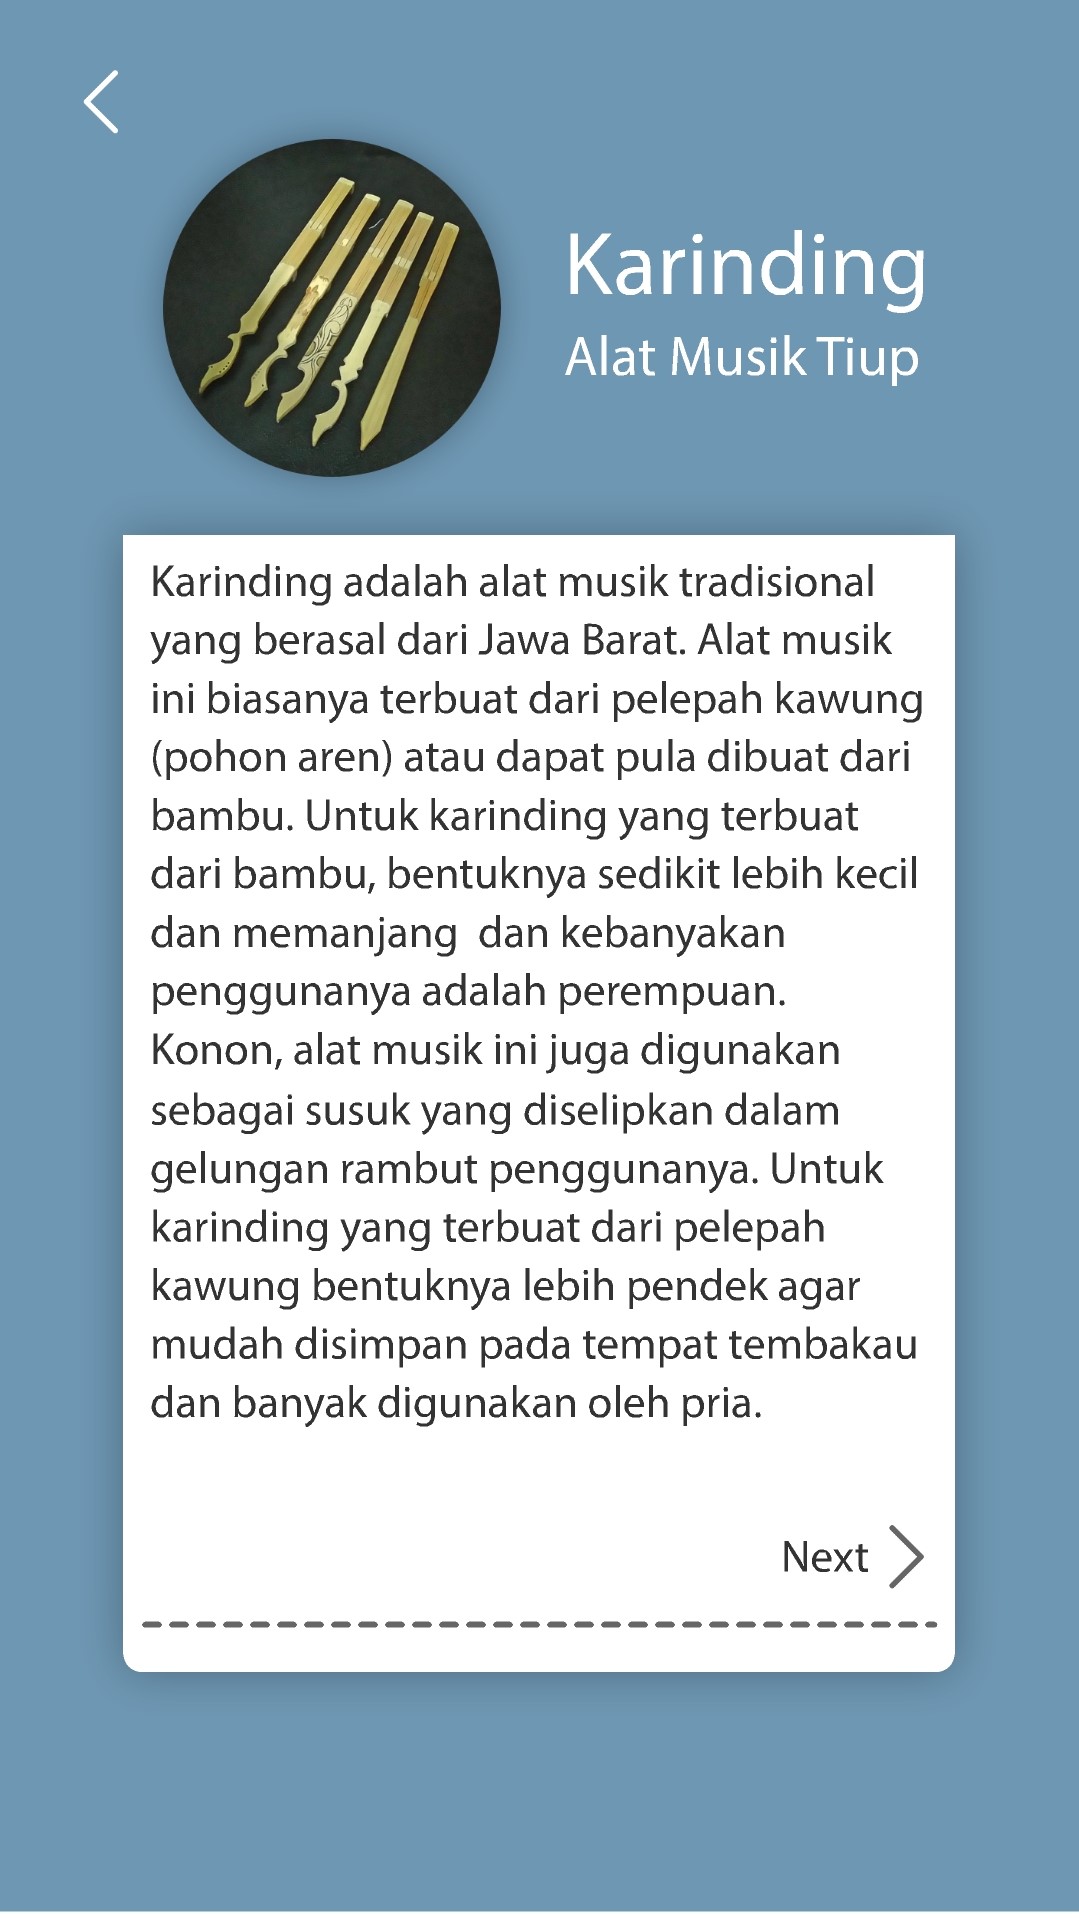 Karinding
Alat Musik Tiup
Karinding adalah alat musik tradisional
yang berasal dari Jawa Barat. Alat musik
ini biasanya terbuat dari pelepah kawung
(pohon aren) atau dapat pula dibuat dari
bambu. Untuk karinding yang terbuat
dari bambu, bentuknya sedikit lebih kecil
dan memanjang  dan kebanyakan
penggunanya adalah perempuan.
Konon, alat musik ini juga digunakan
sebagai susuk yang diselipkan dalam
gelungan rambut penggunanya. Untuk
karinding yang terbuat dari pelepah
kawung bentuknya lebih pendek agar
mudah disimpan pada tempat tembakau
dan banyak digunakan oleh pria.
Next